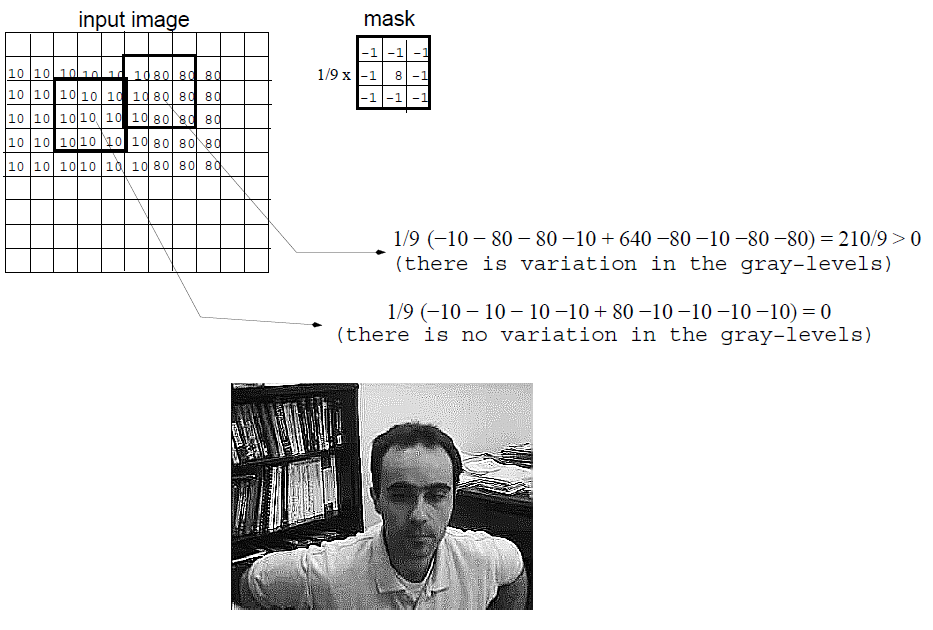 input image
mask
10 10 10 10 10 10 80 80 80
10 10 10 10 10 10 80 80 80
10 10 10 10 10 10 80 80 80
10 10 10 10 10 10 80 80 80
10 10 10 10 10 10 80 80 80
−1 −1 −1
1/9 x −1 8 −1
−1 −1 −1
1/9 (−10 − 80 − 80 −10 + 640 −80 −10 −80 −80) = 210/9 > 0
(there is variation in the gray−levels)
1/9 (−10 − 10 − 10 −10 + 80 −10 −10 −10 −10) = 0
(there is no variation in the gray−levels)